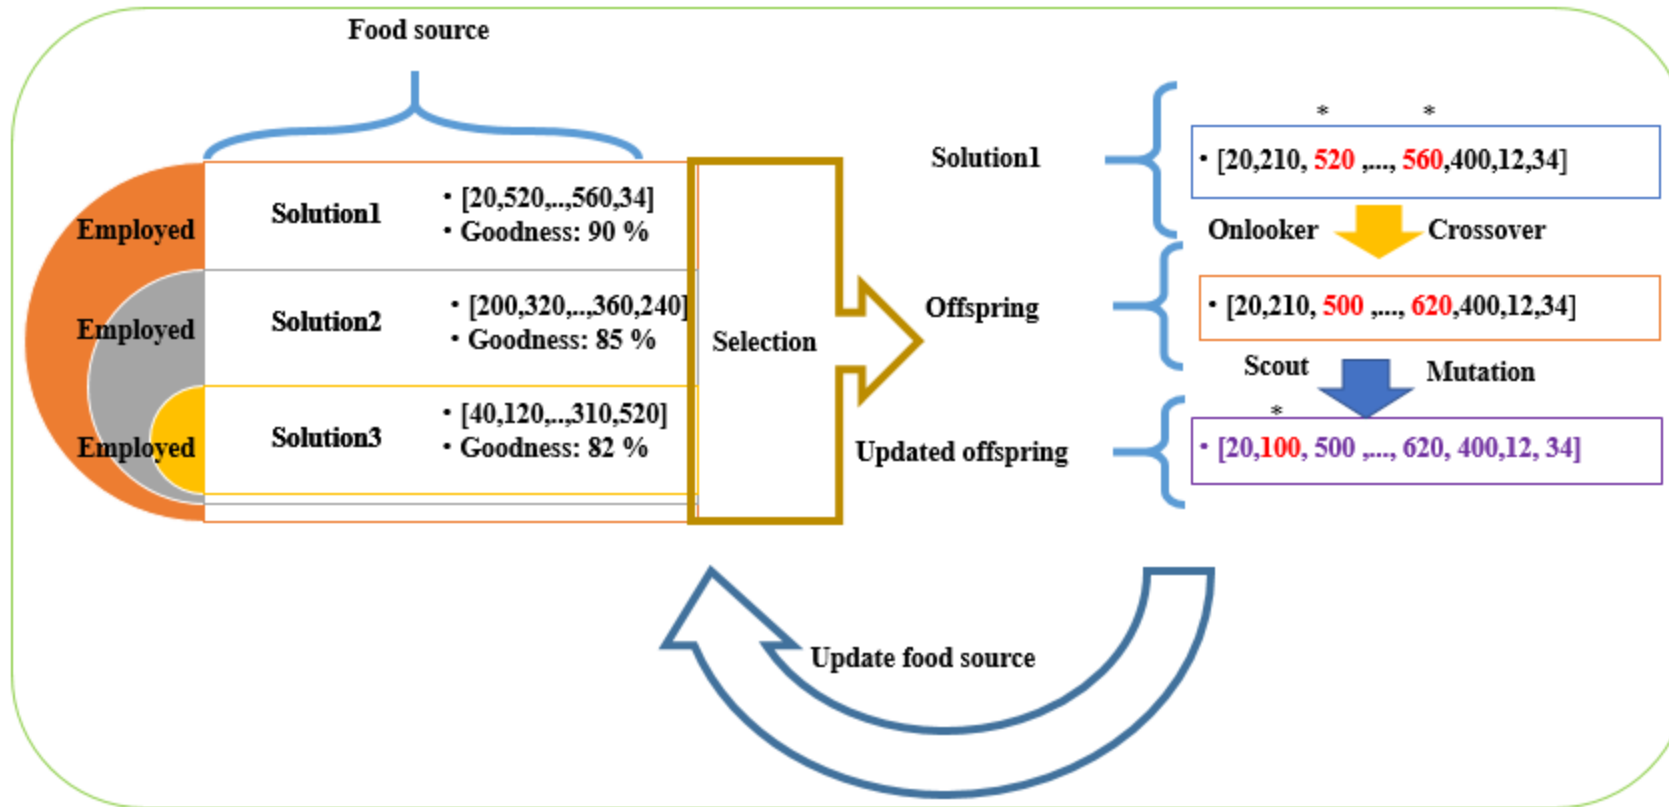 Food source
Employed
Solution1
• [20,520,..,560,34]
• Goodness: 90 %
Employed
Solution2
• [200,320,..,360,240]
• Goodness: 85 %
Employed
Solution3
• [40,120,..,310,520]
• Goodness: 82 %
Selection
Solution1
* *
• [20,210, 520 ,..., 560,400,12,34]
Onlooker Crossover
Offspring
• [20,210, 500 ,..., 620,400,12,34]
Scout Mutation
*
Updated offspring
• [20,100, 500 ,..., 620, 400,12, 34]
Update food source